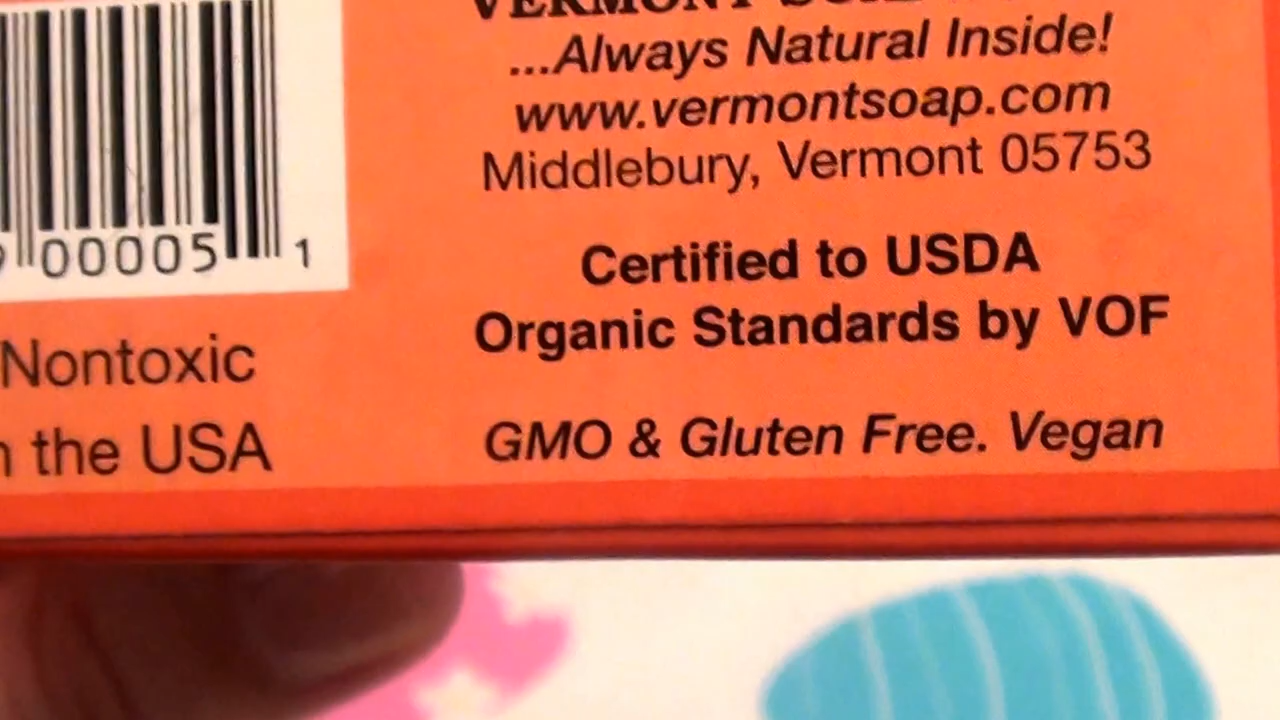 VERMONT
...Always Natural Inside!
www.vermontsoap.com
Middlebury, Vermont 05753
00005 1
Certified to USDA
Organic Standards by VOF
Nontoxic
the USA
GMO & Gluten Free. Vegan